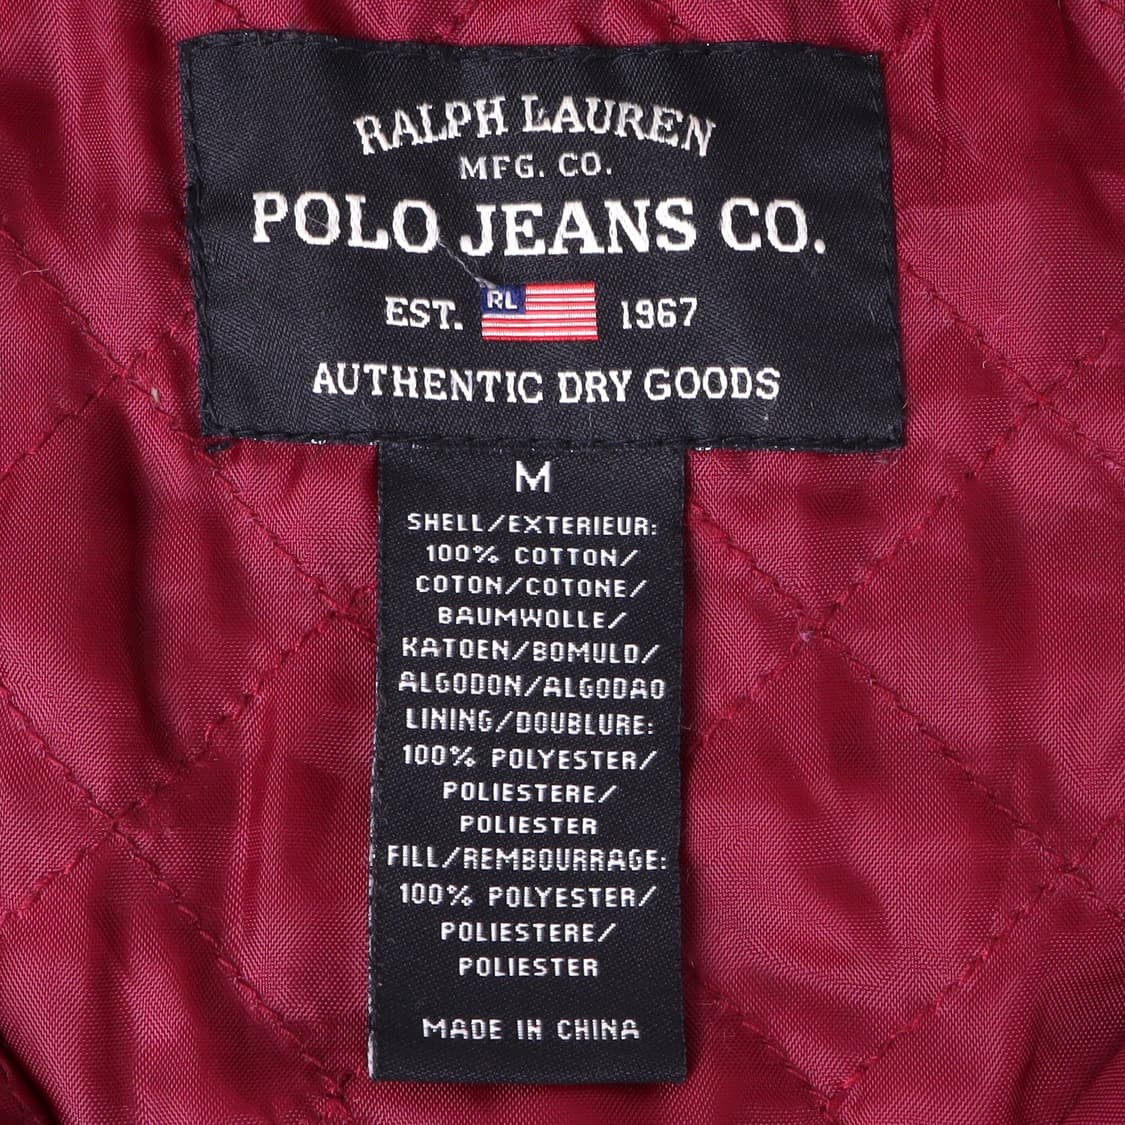 RALPH LAUREN
MFG. CO.
POLO JEANS CO.
EST. RL 1967
AUTHENTIC DRY GOODS
M
SHELL/EXTERIEUR:
100% COTTON/
COTON/COTONE/
BAUMWOLLE/
KATOEN/BOMULD/
ALGODON/ALGODAO
LINING/DOUBLURE:
100% POLYESTER/
POLIESTERE/
POLIESTER
FILL/REMBOURRAGE:
100% POLYESTER/
POLIESTERE/
POLIESTER
MADE IN CHINA